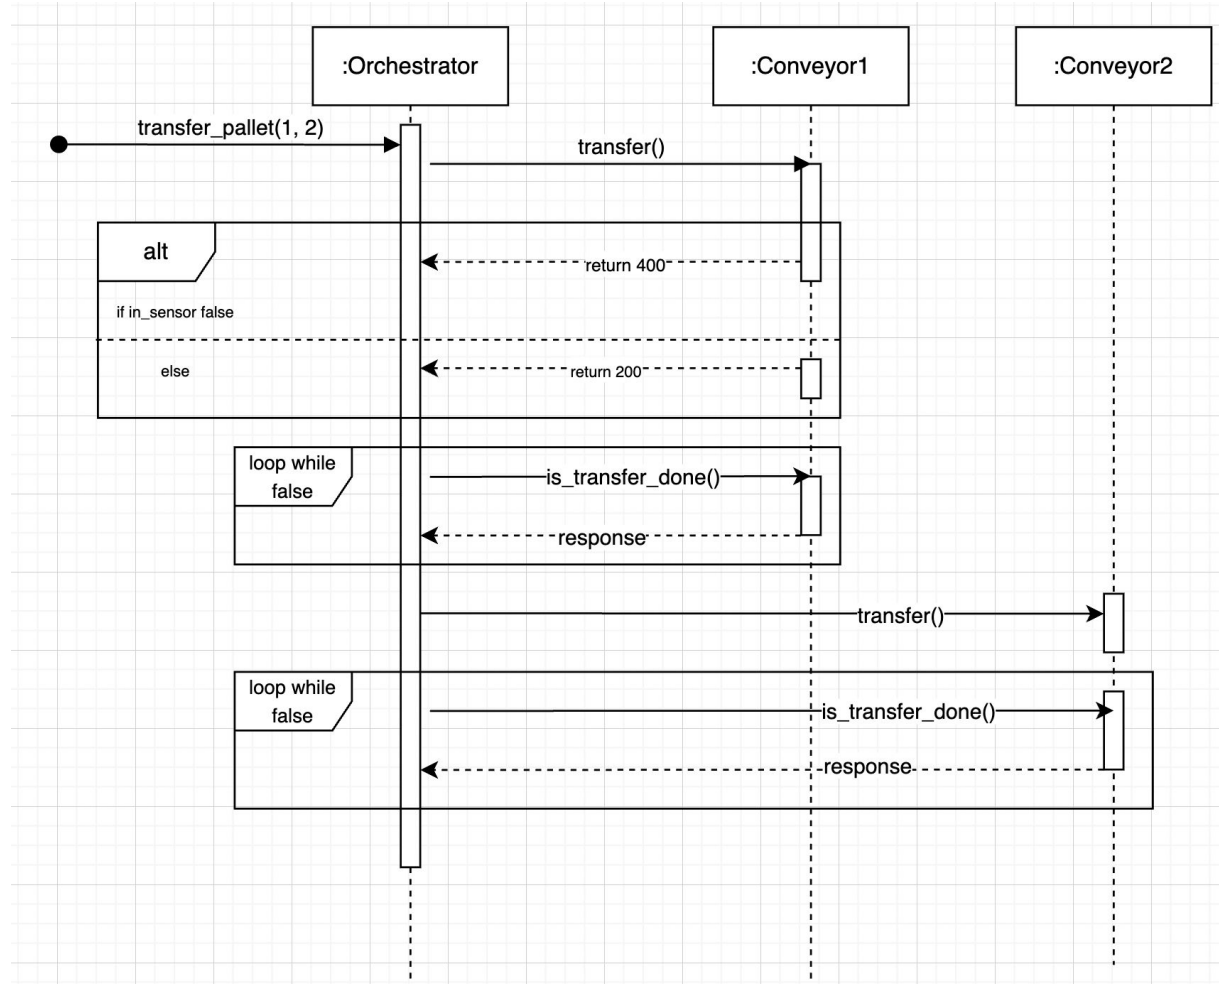 :Orchestrator
:Conveyor1
:Conveyor2
transfer_pallet(1, 2)
transfer()
alt
return 400
if in_sensor false
else
return 200
loop while
false
is_transfer_done()
response
transfer()
loop while
false
is_transfer_done()
response